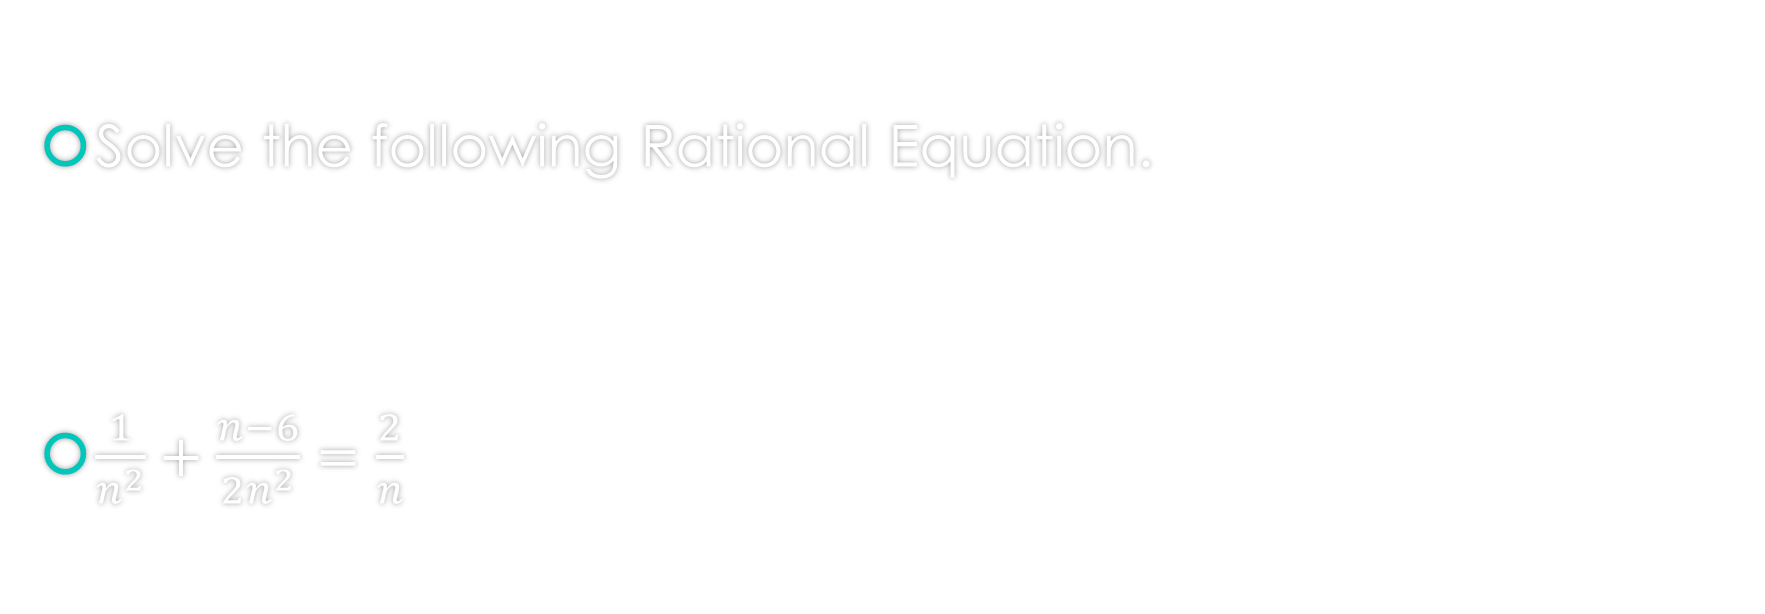 Solve the following Rational Equation.
1/n² + n−6/2n² = 2/n